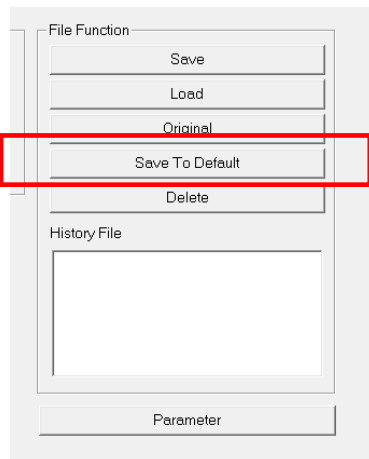 File Function
Save
Load
Original
Save To Default
Delete
History File
Parameter